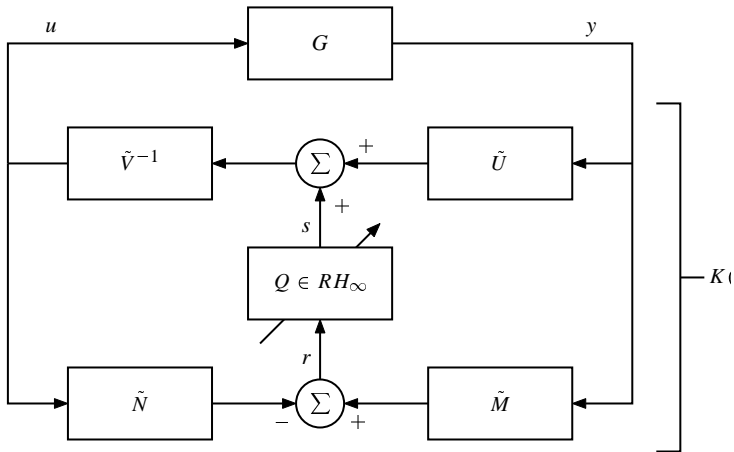 u
G
y
Ṽ⁻¹
∑
+
Ũ
+
s
Q ∈ RH∞
K(
r
Ñ
∑
M̃
−
+